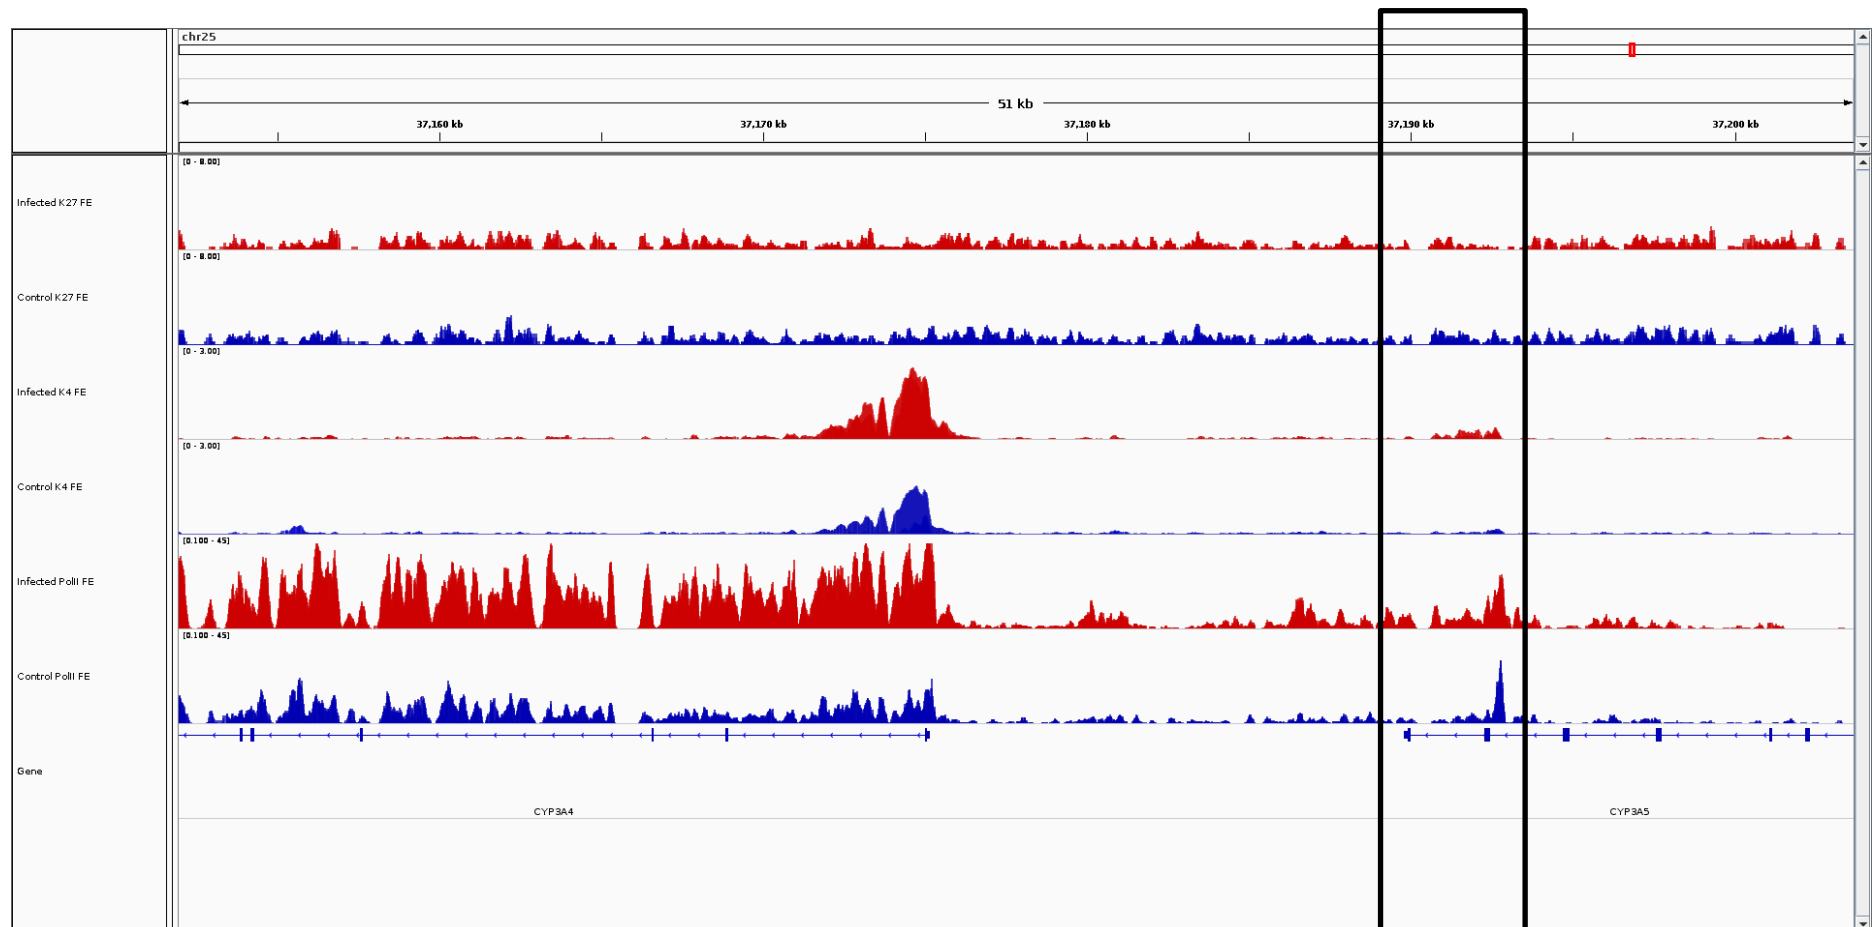 chr25
51 kb
37,160 kb 37,170 kb 37,180 kb 37,190 kb 37,200 kb
[0 - 8.00]
Infected K27 FE
[0 - 8.00]
Control K27 FE
[0 - 3.00]
Infected K4 FE
[0 - 3.00]
Control K4 FE
[0.100 - 45]
Infected PolII FE
[0.100 - 45]
Control PolII FE
Gene
CYP3A4 CYP3A5